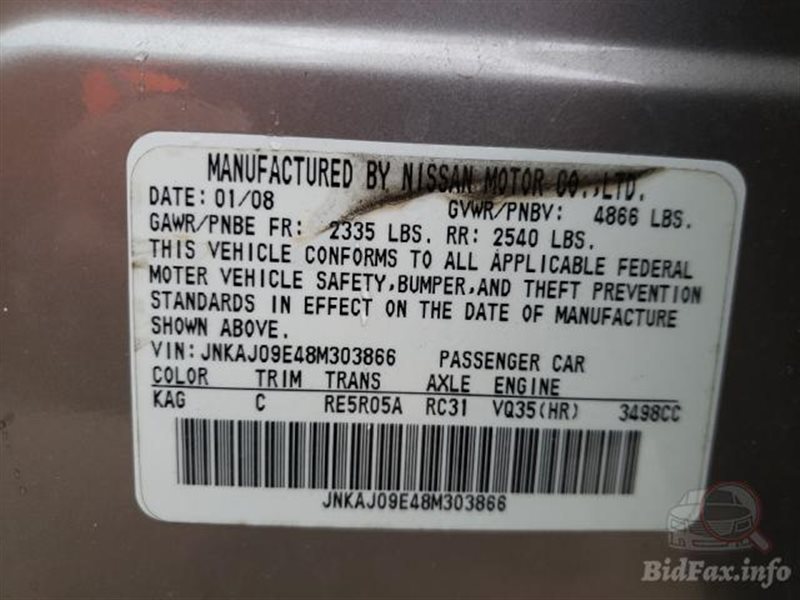 MANUFACTURED BY NISSAN MOTOR CO.,LTD.
DATE: 01/08 GVWR/PNBV: 4866 LBS.
GAWR/PNBE FR: 2335 LBS. RR: 2540 LBS.
THIS VEHICLE CONFORMS TO ALL APPLICABLE FEDERAL
MOTER VEHICLE SAFETY,BUMPER,AND THEFT PREVENTION
STANDARDS IN EFFECT ON THE DATE OF MANUFACTURE
SHOWN ABOVE.
VIN: JNKAJ09E48M303866 PASSENGER CAR
COLOR TRIM TRANS AXLE ENGINE
KAG C RE5R05A RC31 VQ35(HR) 3498CC
JNKAJ09E48M303866
BidFax.info